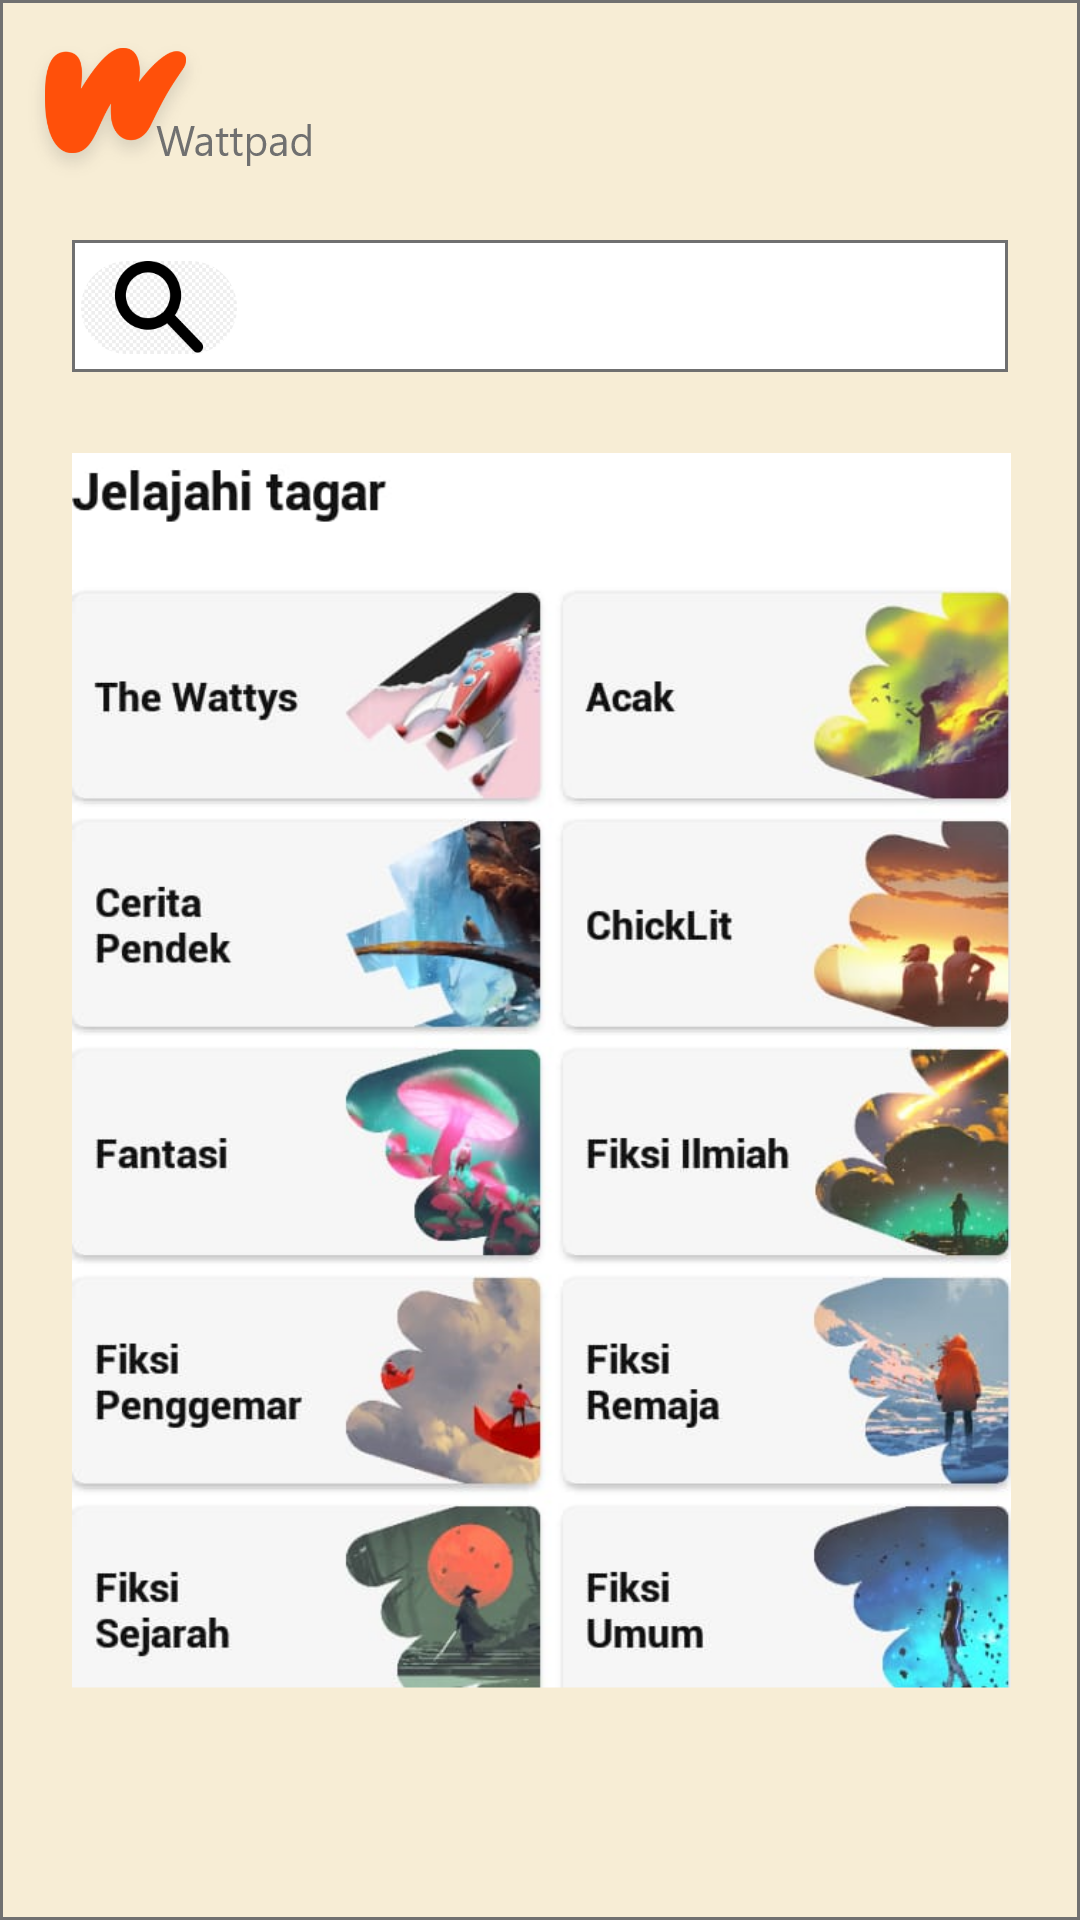 Wattpad
Jelajahi tagar
The Wattys
Acak
Cerita
Pendek
ChickLit
Fantasi
Fiksi Ilmiah
Fiksi
Penggemar
Fiksi
Remaja
Fiksi
Sejarah
Fiksi
Umum